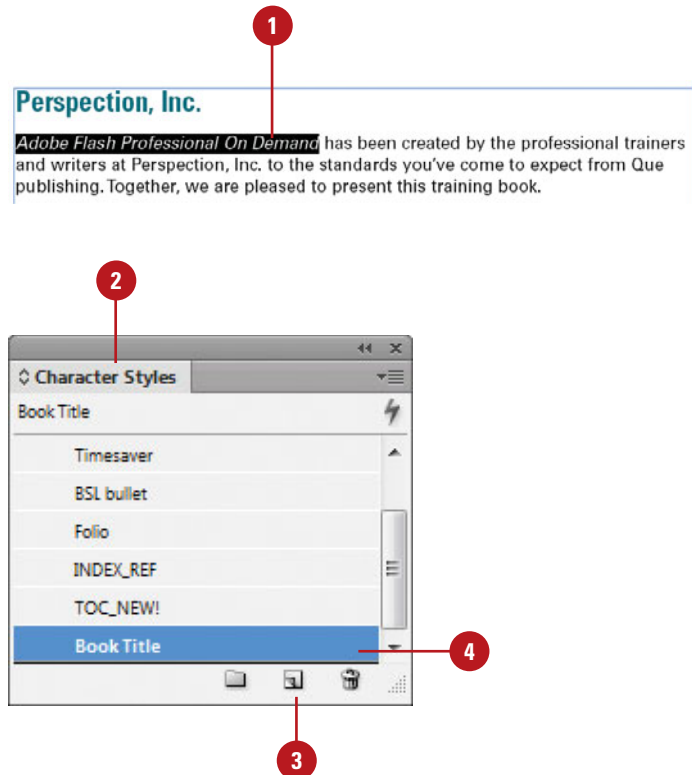 1
Perspection, Inc.
Adobe Flash Professional On Demand has been created by the professional trainers
and writers at Perspection, Inc. to the standards you've come to expect from Que
publishing. Together, we are pleased to present this training book.
2
Character Styles
Book Title
Timesaver
BSL bullet
Folio
INDEX_REF
TOC_NEW!
Book Title
4
3